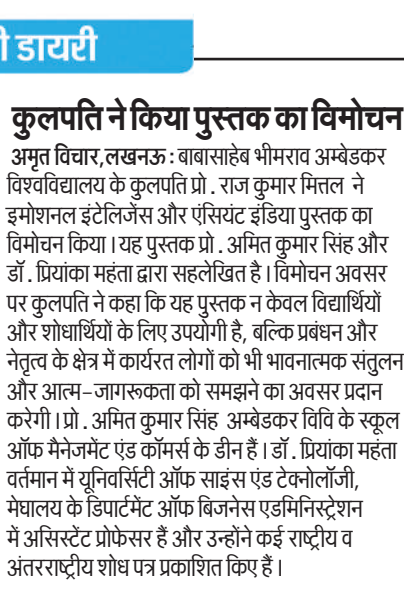 ी डायरी
कुलपति ने किया पुस्तक का विमोचन
अमृत विचार,लखनऊ : बाबासाहेब भीमराव अम्बेडकर
विश्वविद्यालय के कुलपति प्रो . राज कुमार मित्तल ने
इमोशनल इंटेलिजेंस और एंसियंट इंडिया पुस्तक का
विमोचन किया । यह पुस्तक प्रो . अमित कुमार सिंह और
डॉ . प्रियांका महंता द्वारा सहलेखित है । विमोचन अवसर
पर कुलपति ने कहा कि यह पुस्तक न केवल विद्यार्थियों
और शोधार्थियों के लिए उपयोगी है, बल्कि प्रबंधन और
नेतृत्व के क्षेत्र में कार्यरत लोगों को भी भावनात्मक संतुलन
और आत्म-जागरूकता को समझने का अवसर प्रदान
करेगी । प्रो . अमित कुमार सिंह अम्बेडकर विवि के स्कूल
ऑफ मैनेजमेंट एंड कॉमर्स के डीन हैं । डॉ . प्रियांका महंता
वर्तमान में यूनिवर्सिटी ऑफ साइंस एंड टेक्नोलॉजी,
मेघालय के डिपार्टमेंट ऑफ बिजनेस एडमिनिस्ट्रेशन
में असिस्टेंट प्रोफेसर हैं और उन्होंने कई राष्ट्रीय व
अंतरराष्ट्रीय शोध पत्र प्रकाशित किए हैं ।